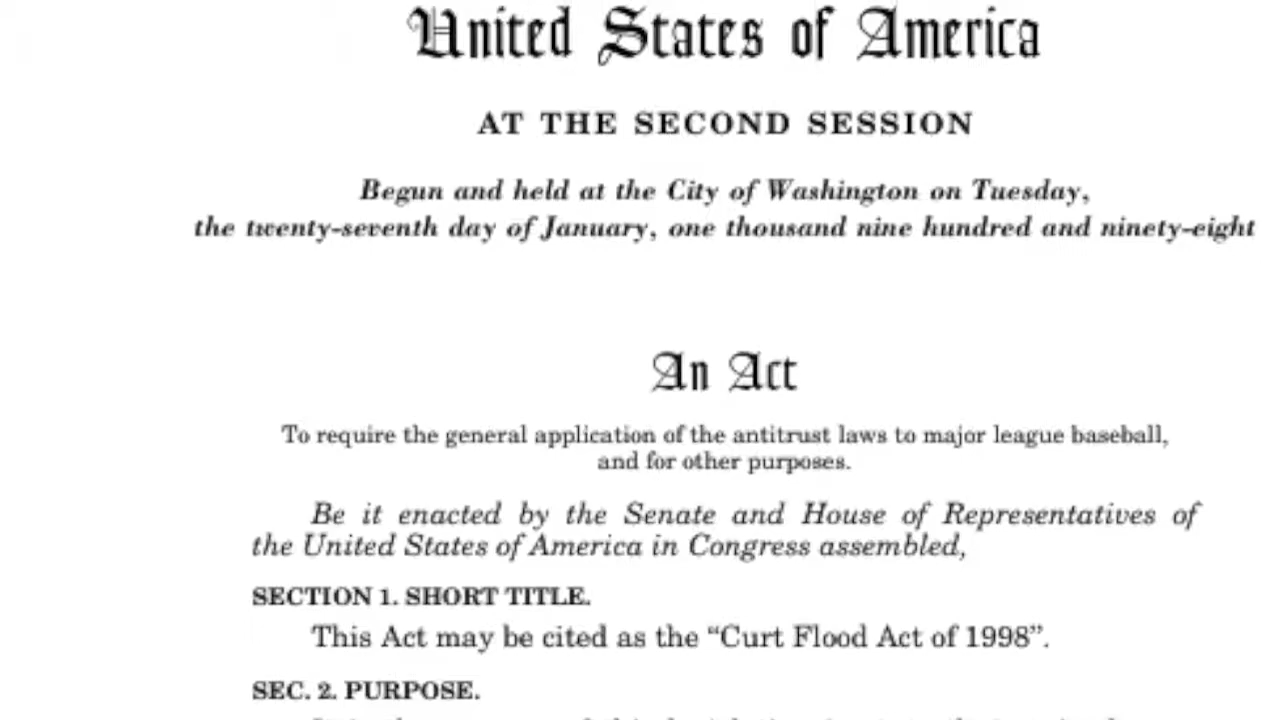 United States of America
AT THE SECOND SESSION
Begun and held at the City of Washington on Tuesday,
the twenty-seventh day of January, one thousand nine hundred and ninety-eight
An Act
To require the general application of the antitrust laws to major league baseball,
and for other purposes.
Be it enacted by the Senate and House of Representatives of
the United States of America in Congress assembled,
SECTION 1. SHORT TITLE.
This Act may be cited as the “Curt Flood Act of 1998”.
SEC. 2. PURPOSE.